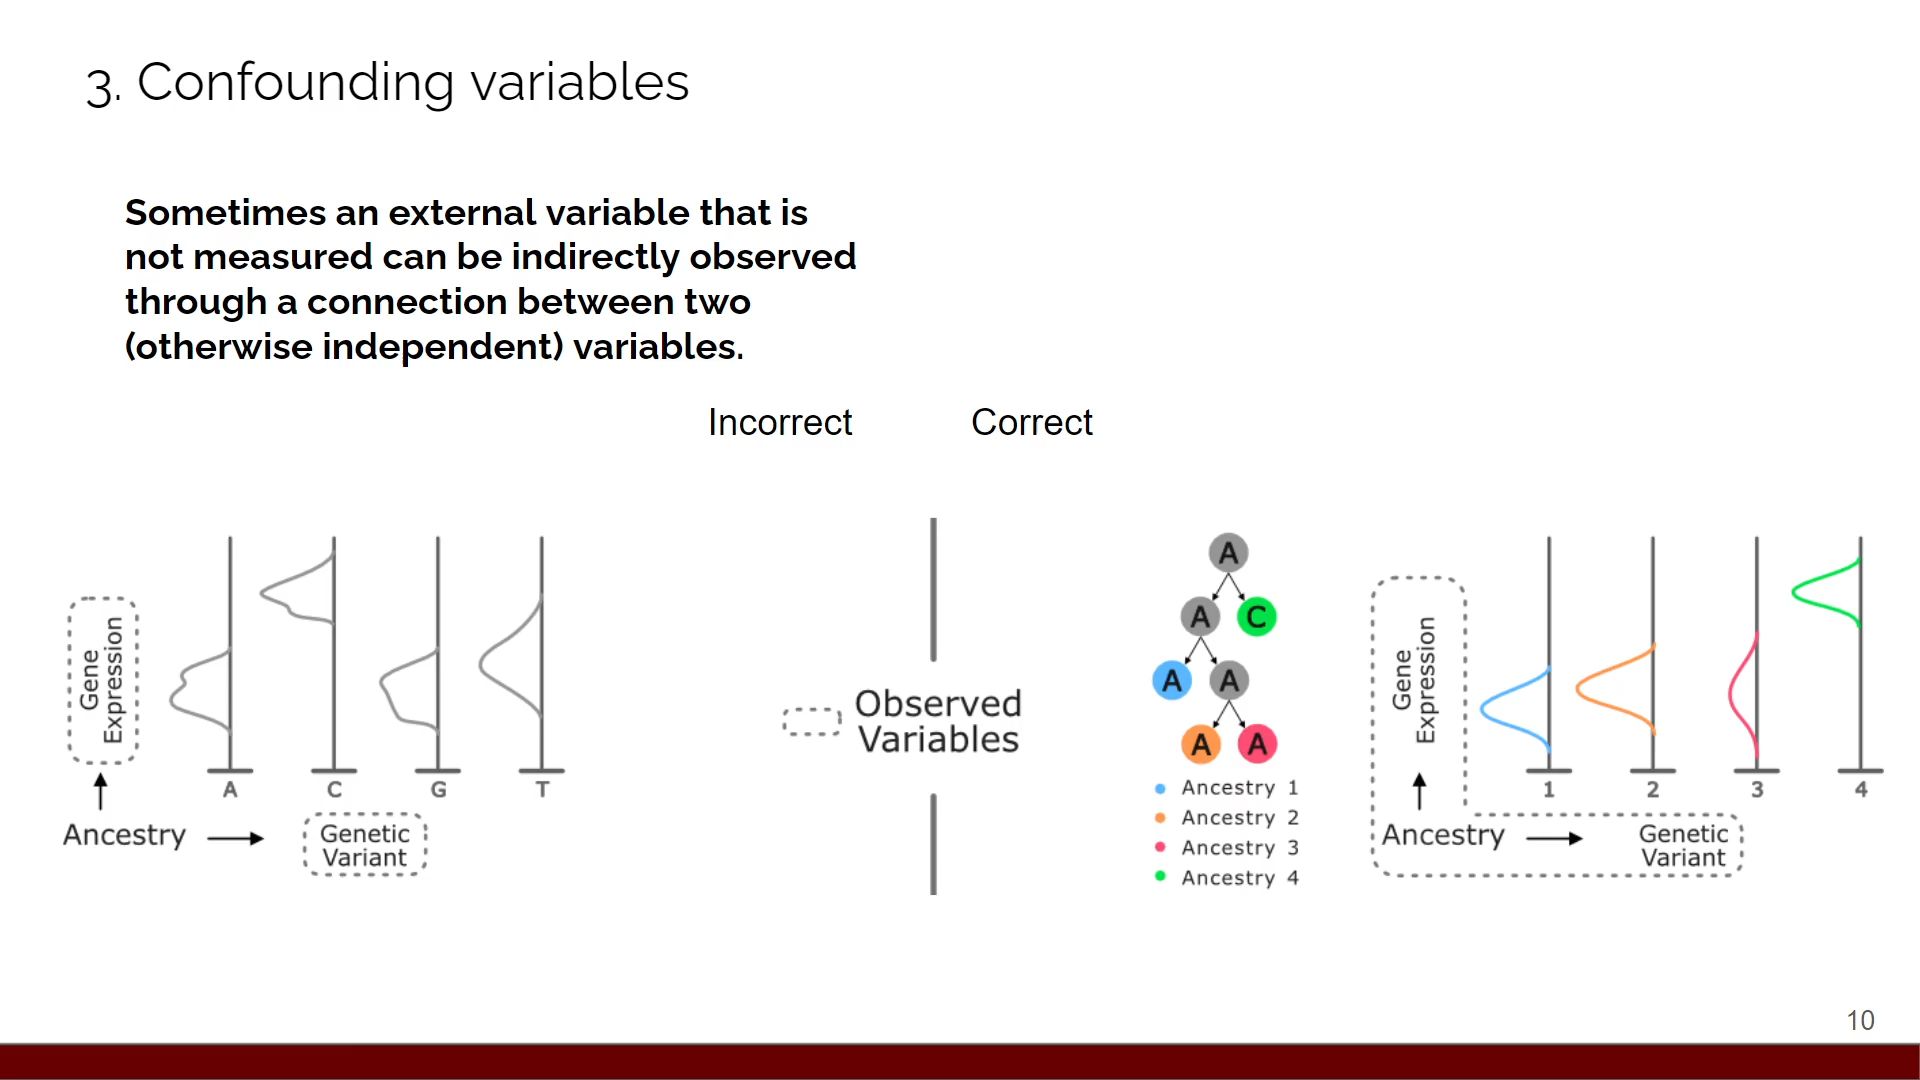 3. Confounding variables
Sometimes an external variable that is
not measured can be indirectly observed
through a connection between two
(otherwise independent) variables.
Incorrect
Correct
Gene
Expression
A
C
G
T
Ancestry
Genetic
Variant
Observed
Variables
A
A
C
A
A
A
A
Ancestry 1
Ancestry 2
Ancestry 3
Ancestry 4
Gene
Expression
1
2
3
4
Ancestry
Genetic
Variant
10